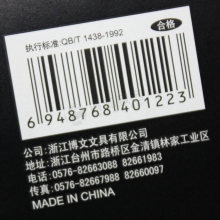 执行标准:QB/T 1438-1992
合格
6 948768 401223
公司:浙江博文文具有限公司
地址:浙江台州市路桥区金清镇林家工业区
电话:0576-82663088 82661983
传真:0576-82667988 82660097
MADE IN CHINA